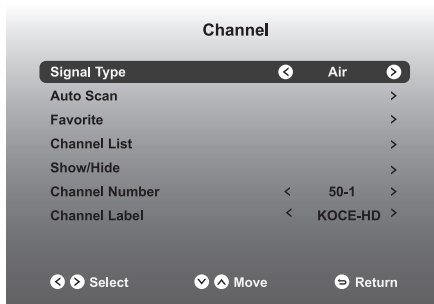 Channel
Signal Type < Air >
Auto Scan >
Favorite >
Channel List >
Show/Hide >
Channel Number < 50-1 >
Channel Label < KOCE-HD >
Select Move Return